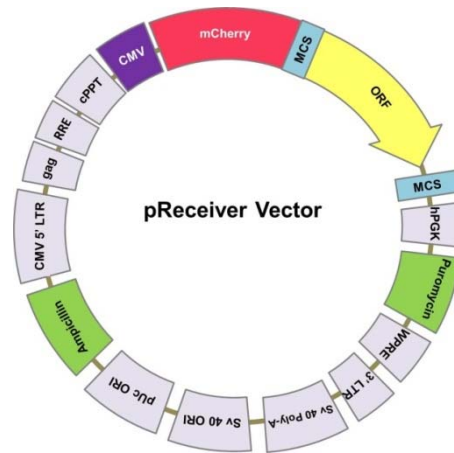 CMV
mCherry
MCS
ORF
MCS
hPGK
Puromycin
WPRE
3' LTR
Sv 40 Poly-A
Sv 40 ORI
pUc ORI
Ampicillin
CMV 5' LTR
gag
RRE
cPPT
pReceiver Vector